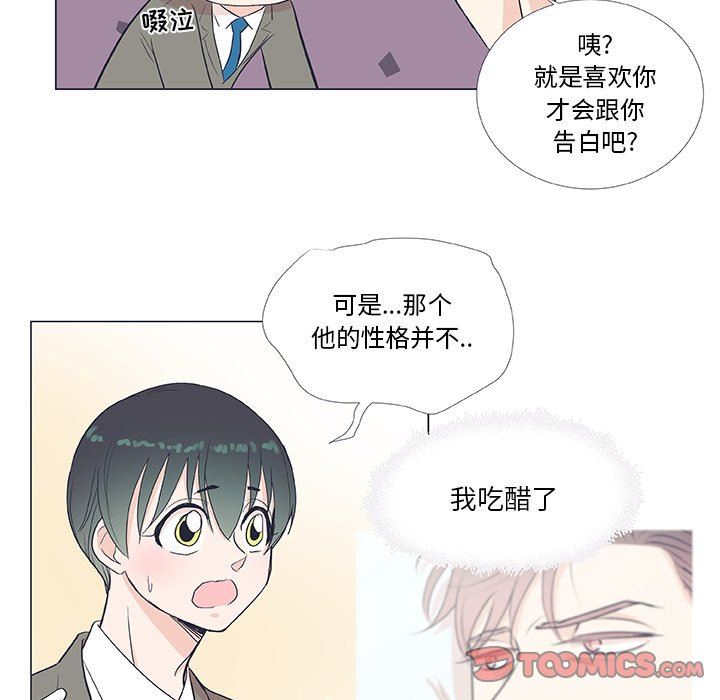 啜泣
咦?
就是喜欢你
才会跟你
告白吧?
可是...那个
他的性格并不..
我吃醋了
TOOMICS.COM